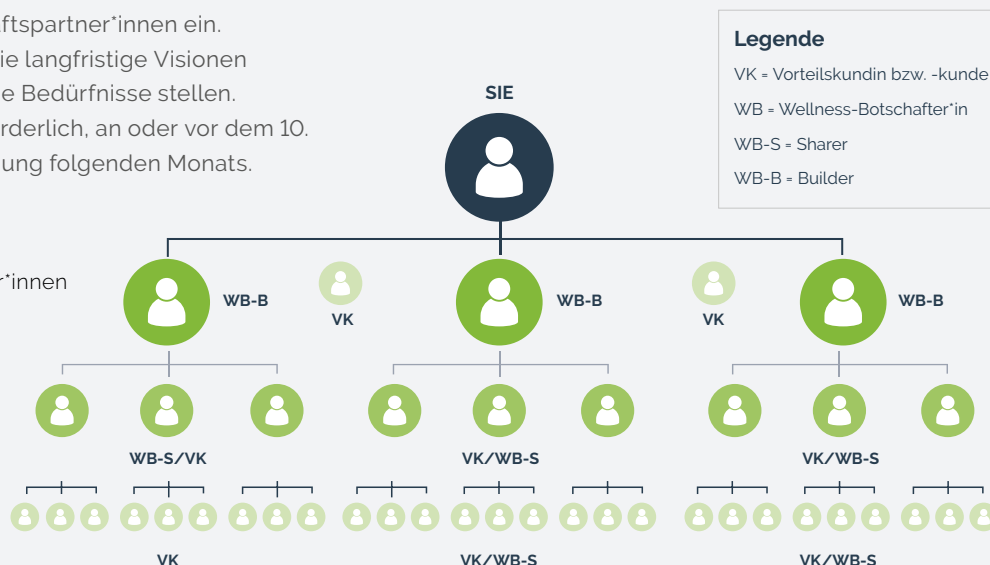 ftspartner*innen ein.
ie langfristige Visionen
e Bedürfnisse stellen.
rderlich, an oder vor dem 10.
ung folgenden Monats.
r*innen
Legende
VK = Vorteilskundin bzw. -kunde
WB = Wellness-Botschafter*in
WB-S = Sharer
WB-B = Builder
SIE
WB-B
VK
WB-B
VK
WB-B
WB-S/VK
VK/WB-S
VK/WB-S
VK
VK/WB-S
VK/WB-S